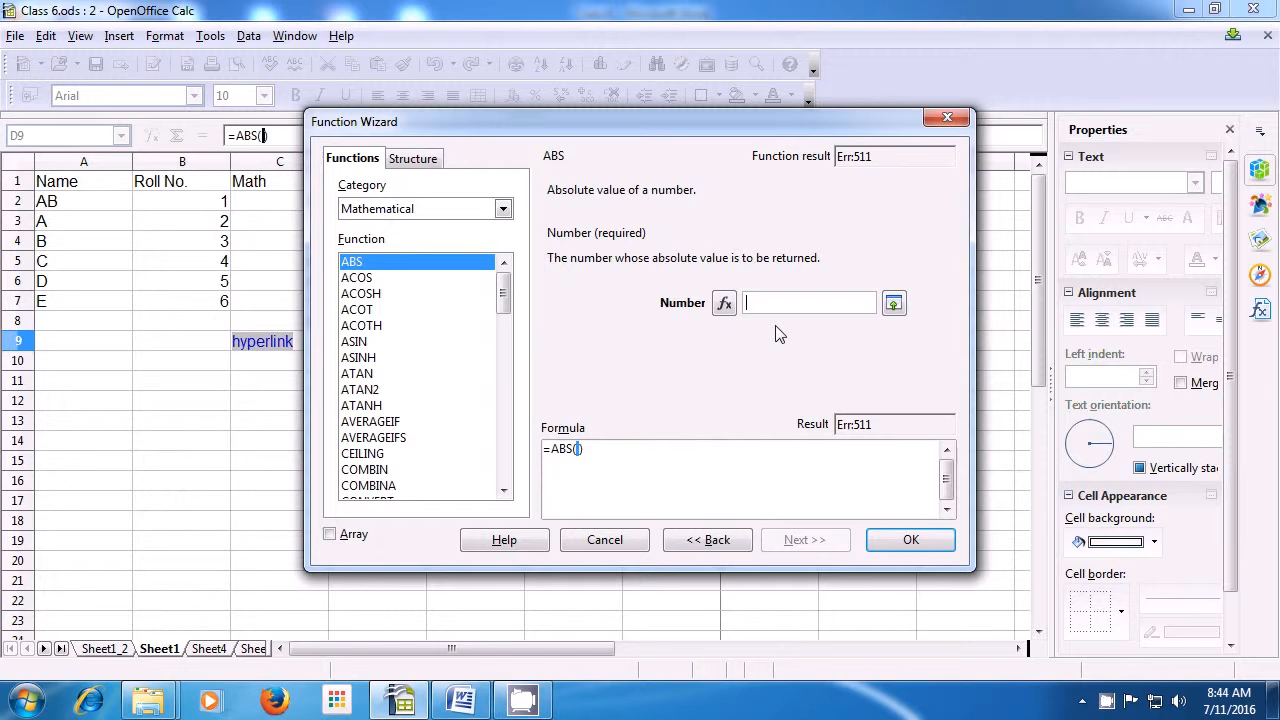 Class 6.ods : 2 - OpenOffice Calc
File Edit View Insert Format Tools Data Window Help
Arial 10
D9 =ABS()
Function Wizard
Functions Structure
Category
Mathematical
Function
ABS
ACOS
ACOSH
ACOT
ACOTH
ASIN
ASINH
ATAN
ATAN2
ATANH
AVERAGEIF
AVERAGEIFS
CEILING
COMBIN
COMBINA
CONVERT
Array
ABS Function result Err:511
Absolute value of a number.
Number (required)
The number whose absolute value is to be returned.
Number fx
Result Err:511
Formula
=ABS()
Help Cancel << Back Next >> OK
A B C
1 Name Roll No. Math
2 AB 1
3 A 2
4 B 3
5 C 4
6 D 5
7 E 6
8
9 hyperlink
10
11
12
13
14
15
16
17
18
19
20
21
22
23
24
Properties
Text
Alignment
Left indent: Wrap
Merg
Text orientation:
Vertically sta
Cell Appearance
Cell background:
Cell border:
Sheet1_2 Sheet1 Sheet4 Shee
8:44 AM
7/11/2016